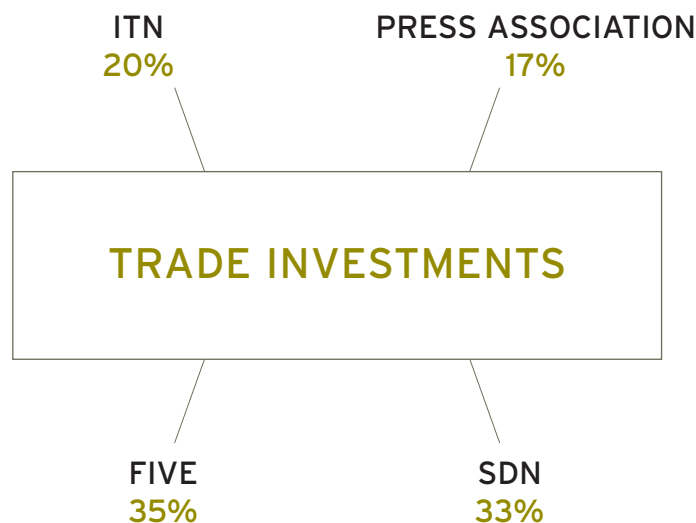 ITN
20%
PRESS ASSOCIATION
17%
TRADE INVESTMENTS
FIVE
35%
SDN
33%